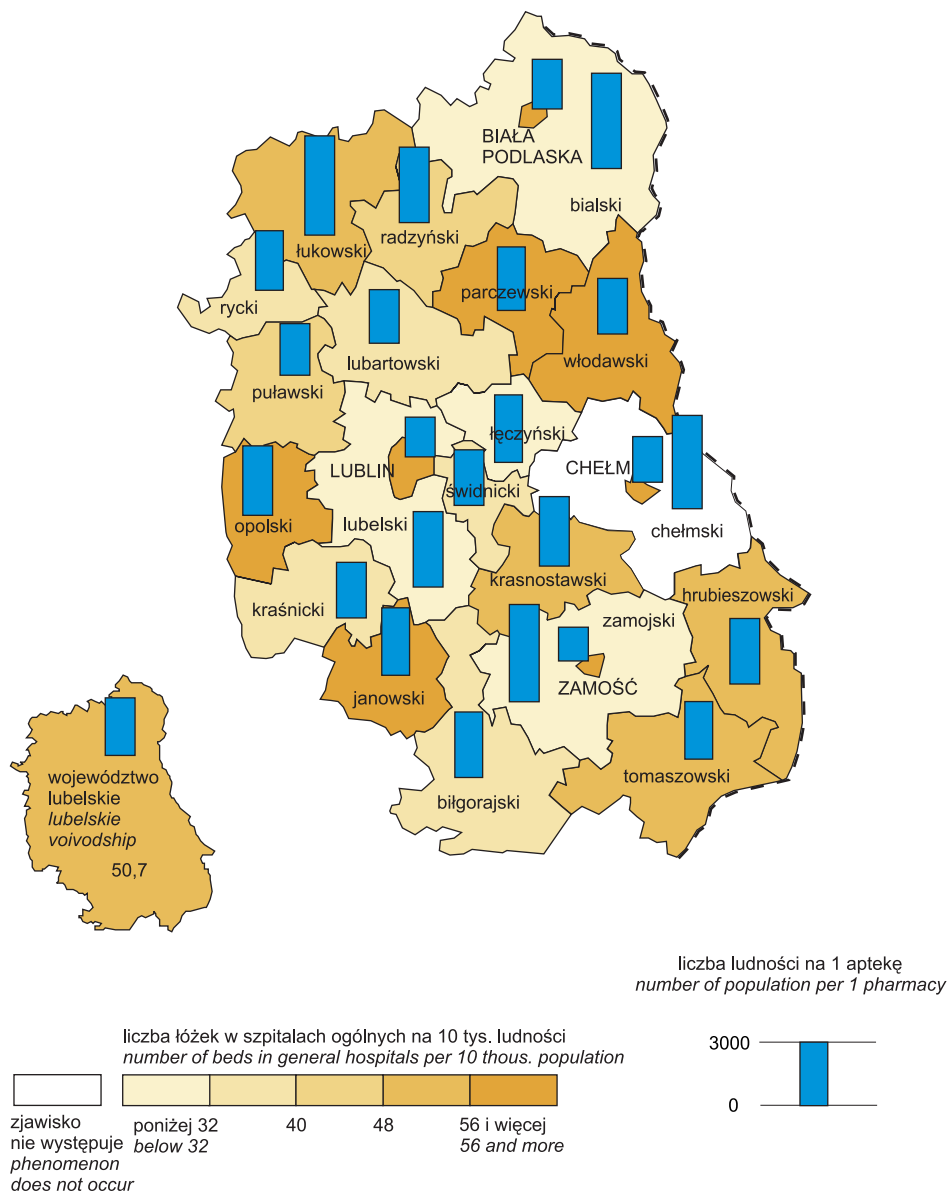 BIAŁA
PODLASKA
bialski
łukowski
radzyński
rycki
parczewski
włodawski
lubartowski
puławski
łęczyński
LUBLIN
świdnicki
CHEŁM
chełmski
opolski
lubelski
krasnostawski
hrubieszowski
kraśnicki
zamojski
janowski
ZAMOŚĆ
tomaszowski
biłgorajski
województwo
lubelskie
lubelskie
voivodship
50,7
liczba ludności na 1 aptekę
number of population per 1 pharmacy
3000
0
liczba łóżek w szpitalach ogólnych na 10 tys. ludności
number of beds in general hospitals per 10 thous. population
zjawisko
nie występuje
phenomenon
does not occur
poniżej 32
below 32
40
48
56 i więcej
56 and more